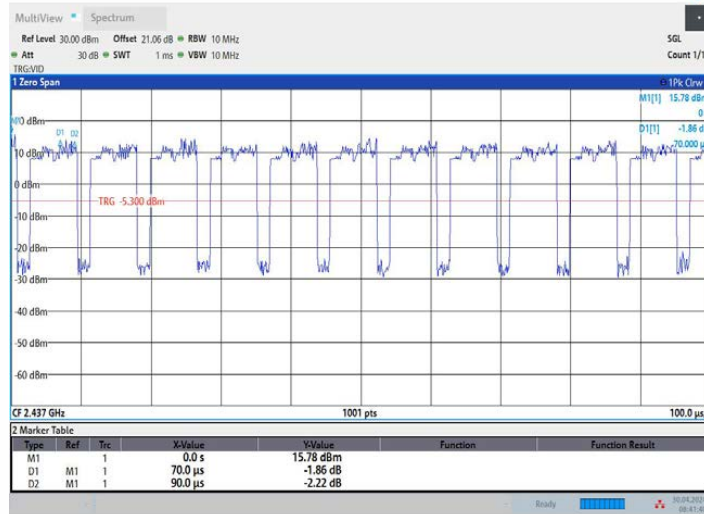 MultiView Spectrum
Ref Level 30.00 dBm Offset 21.06 dB RBW 10 MHz SGL
Att 30 dB SWT 1 ms VBW 10 MHz Count 1/1
TRG:VID
1 Zero Span 1Pk Clrw
M1[1] 15.78 dBm
0
D1[1] -1.86 d
-70.000 µ
D1 D2
10 dBm
0 dBm
TRG -5.300 dBm
-10 dBm
-20 dBm
-30 dBm
-40 dBm
-50 dBm
-60 dBm
CF 2.437 GHz 1001 pts 100.0 µs
2 Marker Table
Type Ref Trc X-Value Y-Value Function Function Result
M1 1 0.0 s 15.78 dBm
D1 M1 1 70.0 µs -1.86 dB
D2 M1 1 90.0 µs -2.22 dB
Ready